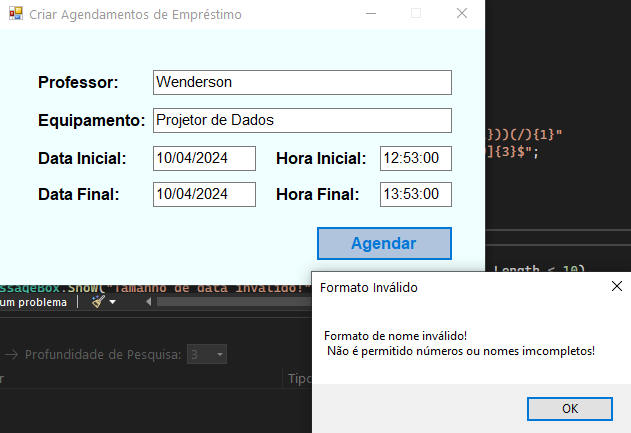 Criar Agendamentos de Empréstimo
Professor: Wenderson
Equipamento: Projetor de Dados
Data Inicial: 10/04/2024 Hora Inicial: 12:53:00
Data Final: 10/04/2024 Hora Final: 13:53:00
Agendar
}))(/){1}"
]{3}$";
Length < 10)
ssageBox.Show("Tamanho de data inválido!"
um problema
Profundidade de Pesquisa: 3
r Tipo
Formato Inválido
Formato de nome inválido!
Não é permitido números ou nomes imcompletos!
OK